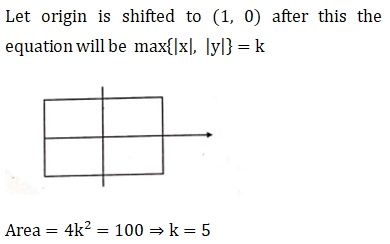 Let origin is shifted to (1, 0) after this the
equation will be max{|x|, |y|} = k
Area = 4k² = 100 ⇒ k = 5